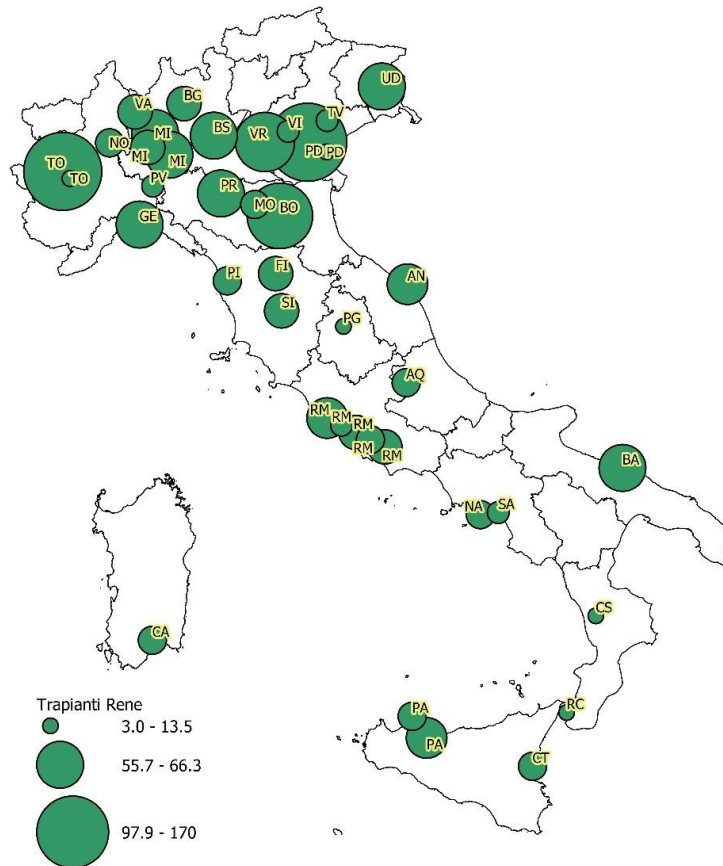 UD
BG
VA
TV
VI
BS
VR
MI
NO
MI
MI
PD
PD
TO
TO
PV
PR
MO
BO
GE
FI
PI
AN
SI
PG
AQ
RM
RM
RM
RM
RM
BA
NA
SA
CS
CA
RC
PA
PA
CT
Trapianti Rene
3.0 - 13.5
55.7 - 66.3
97.9 - 170